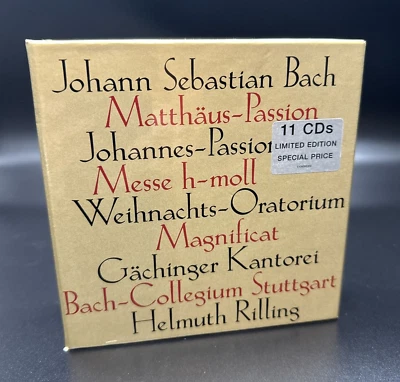 Johann Sebastian Bach
Matthäus-Passion
Johannes-Passion
11 CDs
LIMITED EDITION
SPECIAL PRICE
Messe h-moll
Weihnachts-Oratorium
Magnificat
Gächinger Kantorei
Bach-Collegium Stuttgart
Helmuth Rilling